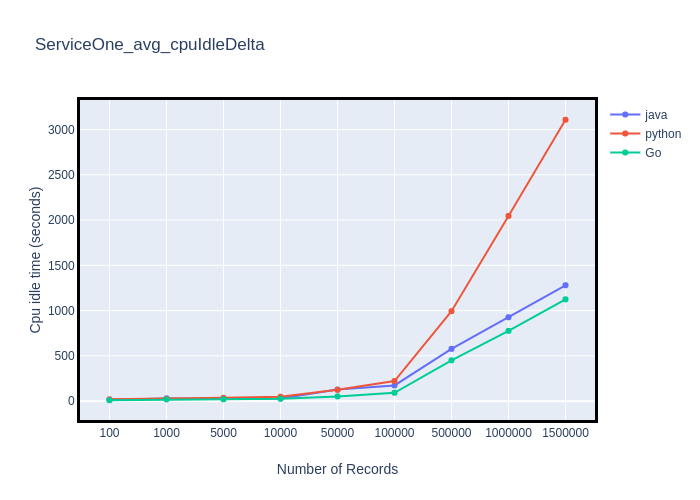 ServiceOne_avg_cpuIdleDelta
java
python
Go
Cpu idle time (seconds)
3000
2500
2000
1500
1000
500
0
100 1000 5000 10000 50000 100000 500000 1000000 1500000
Number of Records